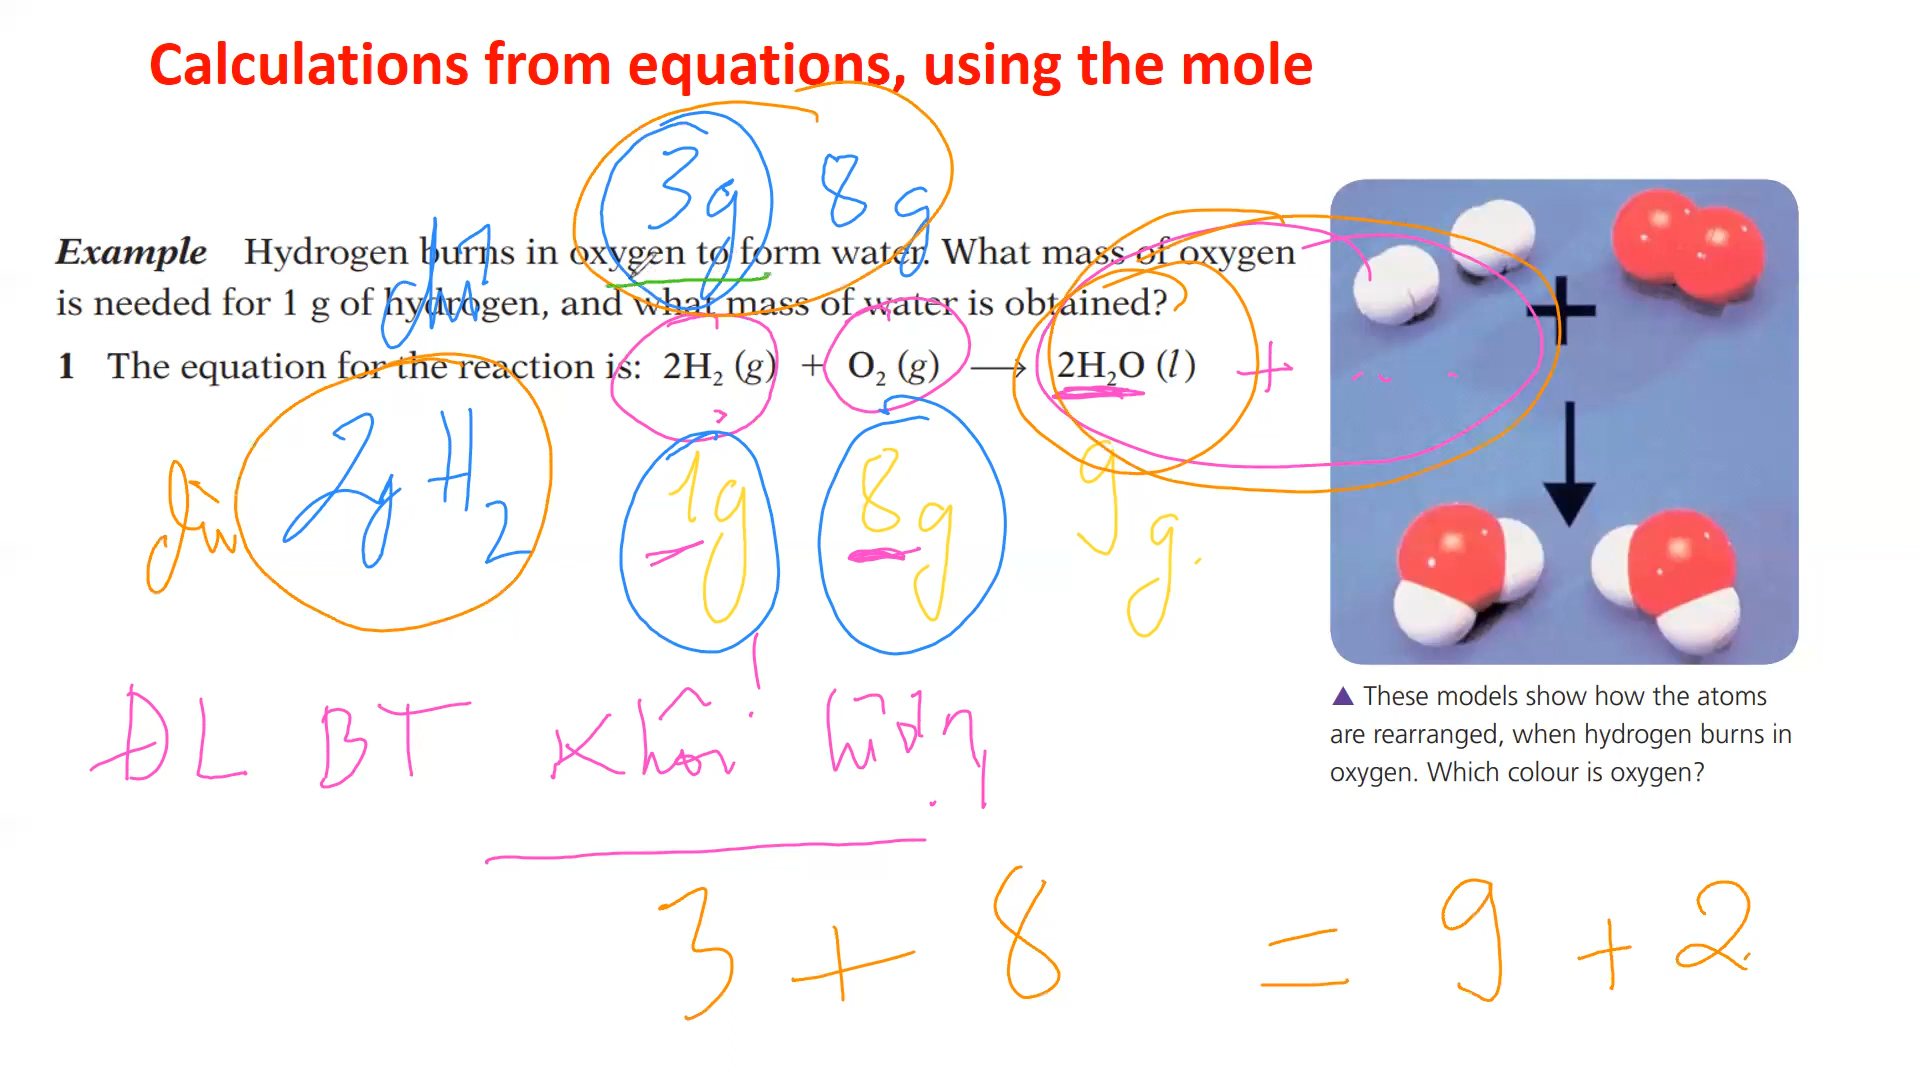 Calculations from equations, using the mole
3g 8g
Example Hydrogen burns in oxygen to form water. What mass of oxygen
is needed for 1 g of hydrogen, and what mass of water is obtained?
1 The equation for the reaction is: 2H₂ (g) + O₂ (g) ⟶ 2H₂O (l) + ...
2g H₂ 1g 8g 9g.
ĐL BT Khối lượng
3 + 8 = 9 + 2
▲ These models show how the atoms
are rearranged, when hydrogen burns in
oxygen. Which colour is oxygen?